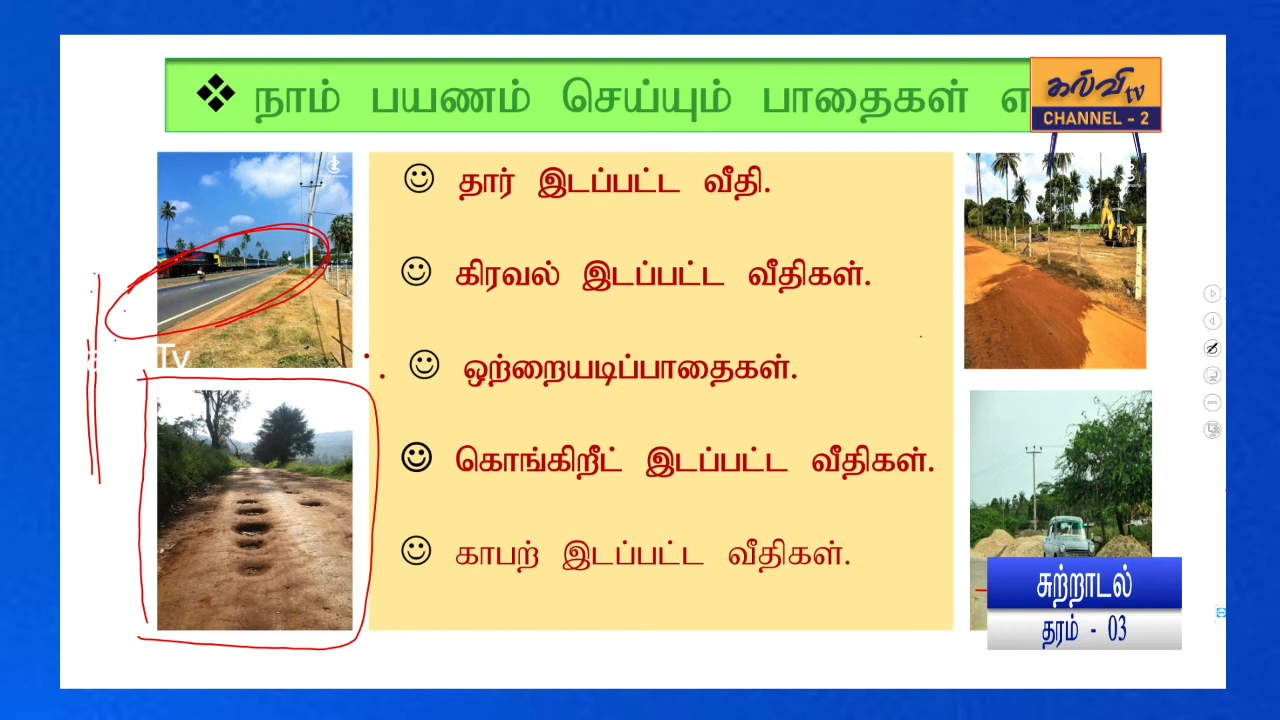 ❖ நாம் பயணம் செய்யும் பாதைகள் எ
கல்வி tv
CHANNEL - 2
☺ தார் இடப்பட்ட வீதி.
☺ கிரவல் இடப்பட்ட வீதிகள்.
Tv
☺ ஒற்றையடிப்பாதைகள்.
☺ கொங்கிறீட் இடப்பட்ட வீதிகள்.
☺ காபற் இடப்பட்ட வீதிகள்.
சுற்றாடல்
தரம் - 03